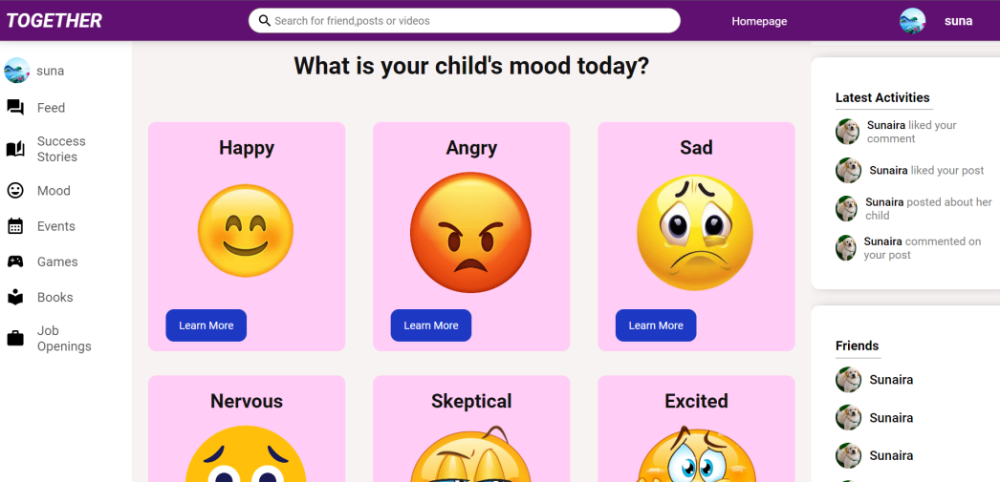 TOGETHER
Search for friend,posts or videos
Homepage
suna
suna
Feed
Success
Stories
Mood
Events
Games
Books
Job
Openings
What is your child's mood today?
Happy
Learn More
Angry
Learn More
Sad
Learn More
Nervous
Skeptical
Excited
Latest Activities
Sunaira liked your
comment
Sunaira liked your post
Sunaira posted about her
child
Sunaira commented on
your post
Friends
Sunaira
Sunaira
Sunaira